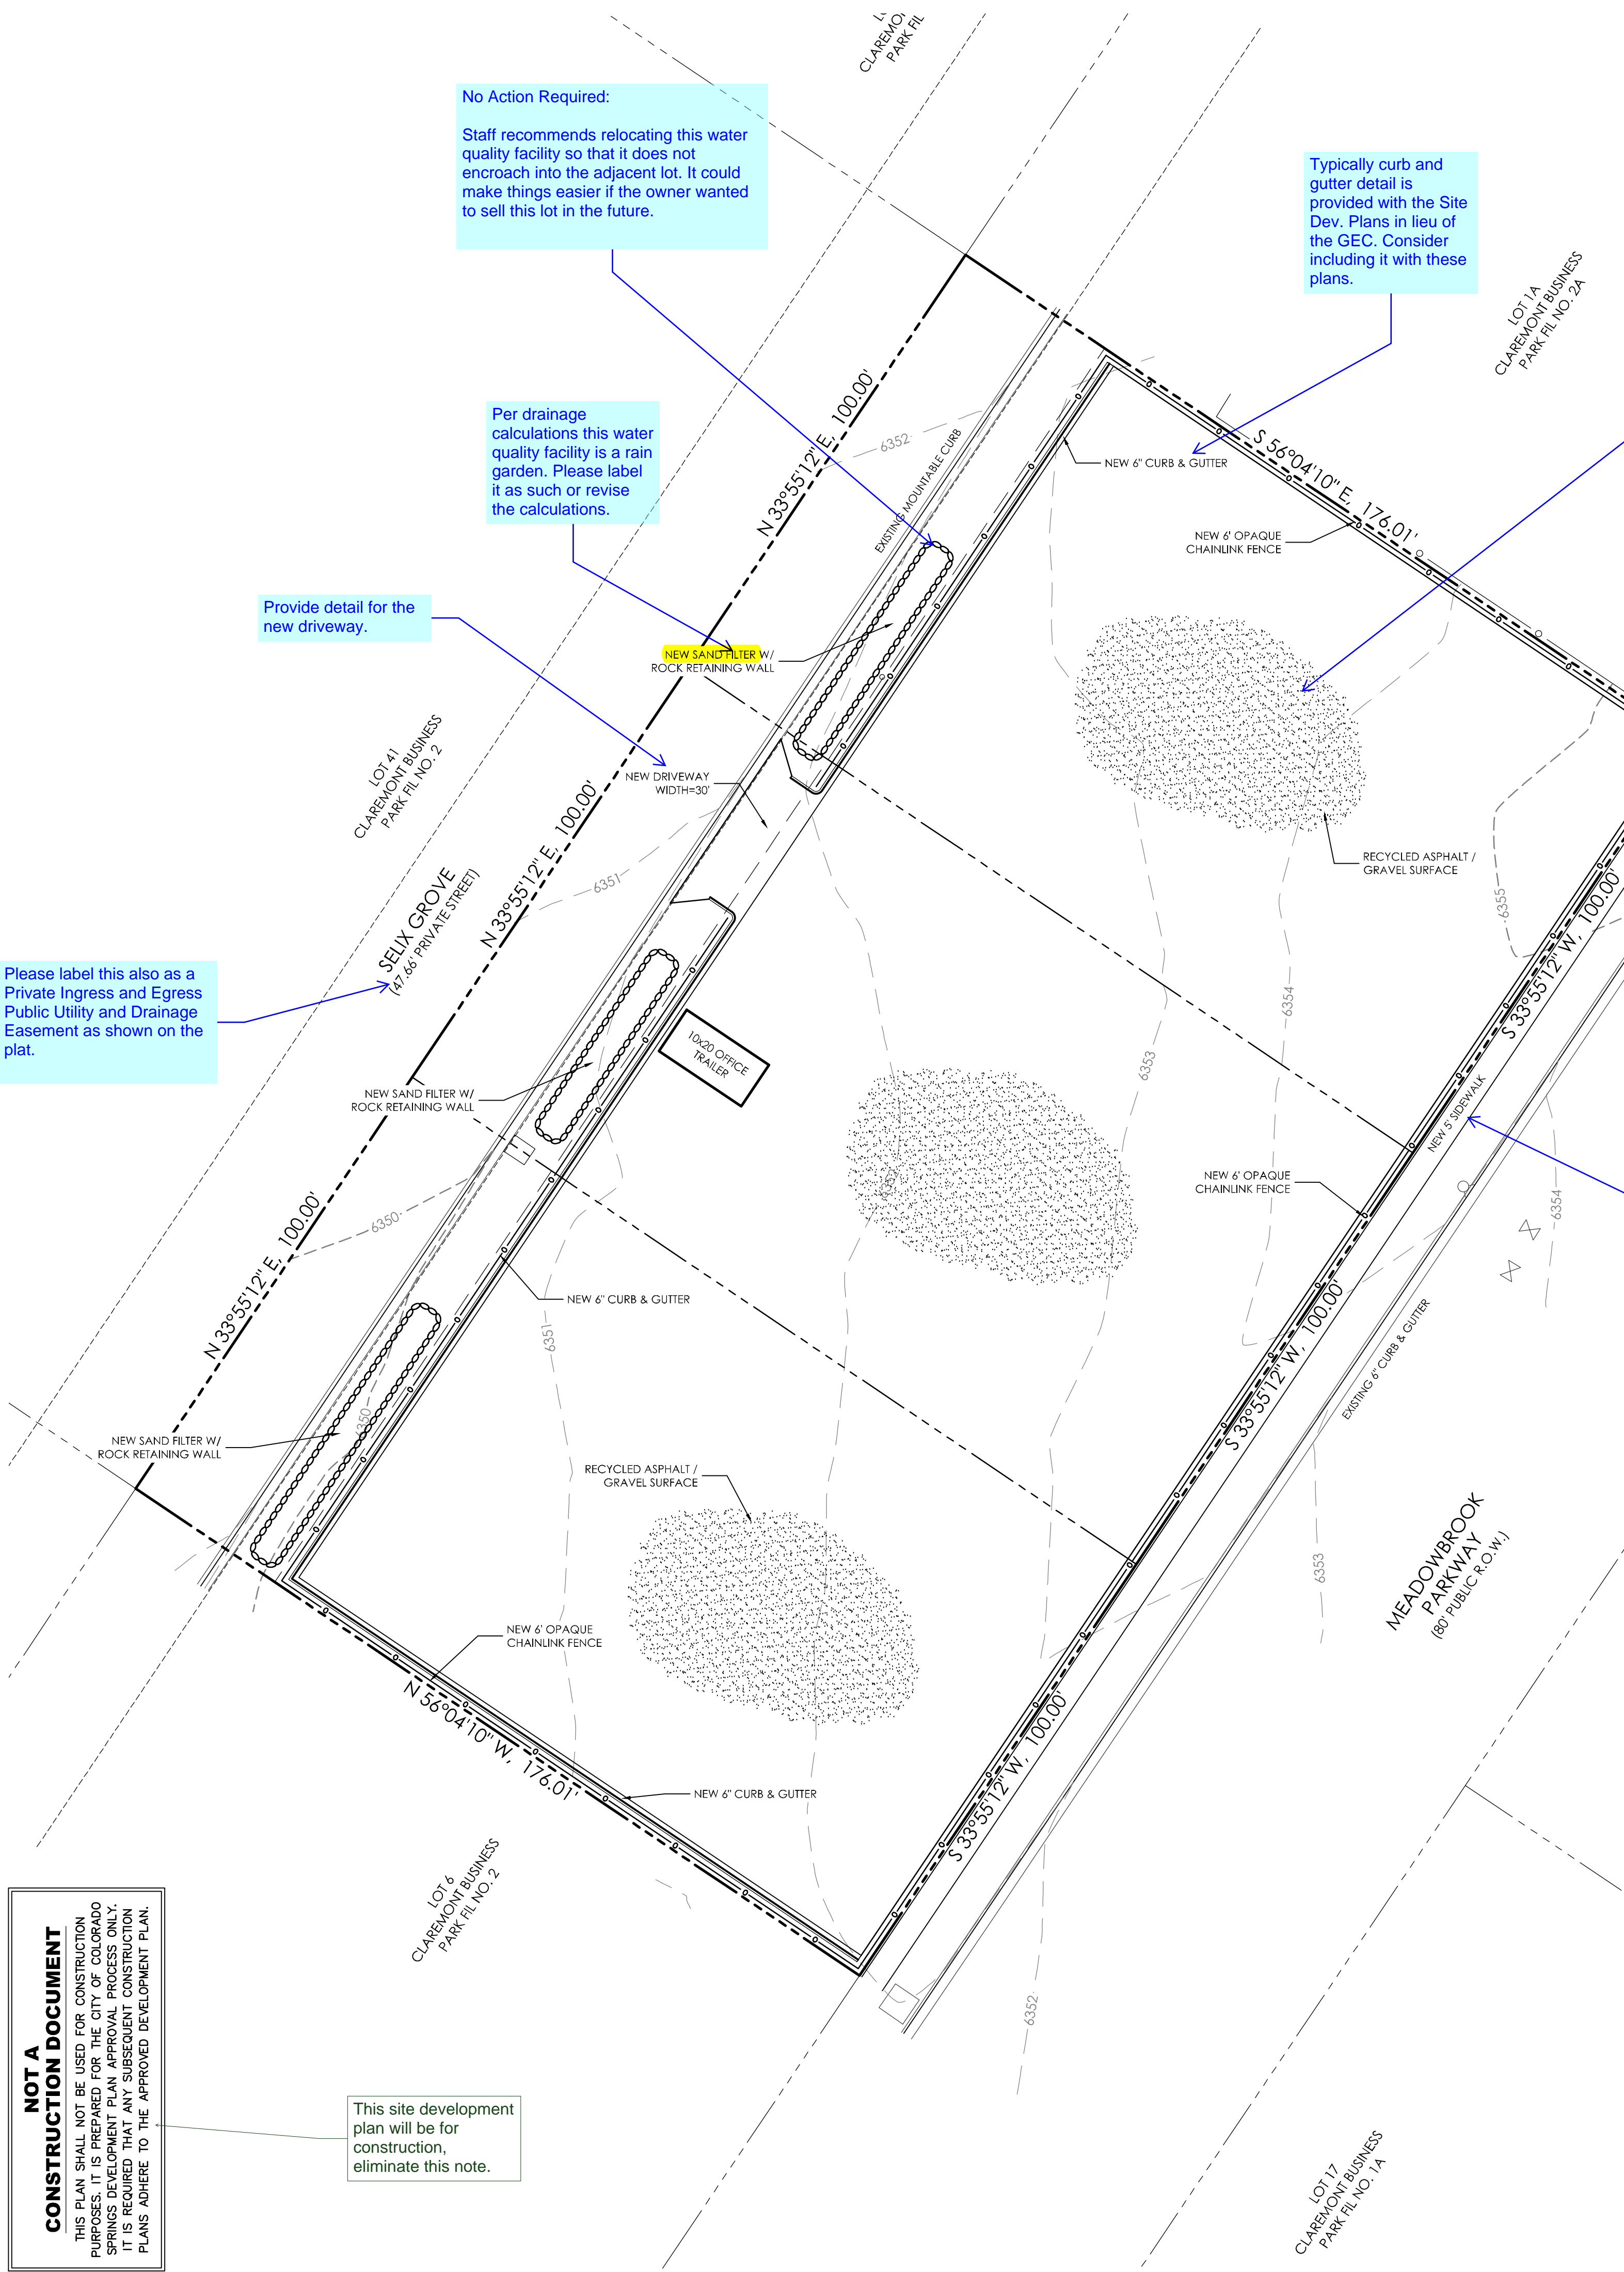 CLAREMONT
PARK FIL
No Action Required:
Staff recommends relocating this water
quality facility so that it does not
encroach into the adjacent lot. It could
make things easier if the owner wanted
to sell this lot in the future.
Typically curb and
gutter detail is
provided with the Site
Dev. Plans in lieu of
the GEC. Consider
including it with these
plans.
LOT 1A
CLAREMONT BUSINESS
PARK FIL NO. 2A
Per drainage
calculations this water
quality facility is a rain
garden. Please label
it as such or revise
the calculations.
N 33°55'12" E, 100.00'
6352
EXISTING MOUNTABLE CURB
NEW 6" CURB & GUTTER
S 56°04'10" E, 176.01'
NEW 6' OPAQUE
CHAINLINK FENCE
Provide detail for the
new driveway.
NEW SAND FILTER W/
ROCK RETAINING WALL
LOT 41
CLAREMONT BUSINESS
PARK FIL NO. 2
NEW DRIVEWAY
WIDTH=30'
N 33°55'12" E, 100.00'
6351
RECYCLED ASPHALT /
GRAVEL SURFACE
6355
S 33°55'12" W, 100.00'
SELIX GROVE
(47.66' PRIVATE STREET)
Please label this also as a
Private Ingress and Egress
Public Utility and Drainage
Easement as shown on the
plat.
6354
6353
10x20 OFFICE
TRAILER
NEW SAND FILTER W/
ROCK RETAINING WALL
NEW 5' SIDEWALK
6352
NEW 6' OPAQUE
CHAINLINK FENCE
6354
N 33°55'12" E, 100.00'
6350
NEW 6" CURB & GUTTER
6351
S 33°55'12" W, 100.00'
EXISTING 6" CURB & GUTTER
6350
NEW SAND FILTER W/
ROCK RETAINING WALL
RECYCLED ASPHALT /
GRAVEL SURFACE
MEADOWBROOK
PARKWAY
(80' PUBLIC R.O.W.)
6353
NEW 6' OPAQUE
CHAINLINK FENCE
N 56°04'10" W, 176.01'
S 33°55'12" W, 100.00'
NEW 6" CURB & GUTTER
LOT 6
CLAREMONT BUSINESS
PARK FIL NO. 2
6352
NOT A
CONSTRUCTION DOCUMENT
THIS PLAN SHALL NOT BE USED FOR CONSTRUCTION
PURPOSES. IT IS PREPARED FOR THE CITY OF COLORADO
SPRINGS DEVELOPMENT PLAN APPROVAL PROCESS ONLY.
IT IS REQUIRED THAT ANY SUBSEQUENT CONSTRUCTION
PLANS ADHERE TO THE APPROVED DEVELOPMENT PLAN.
This site development
plan will be for
construction,
eliminate this note.
LOT 17
CLAREMONT BUSINESS
PARK FIL NO. 1A